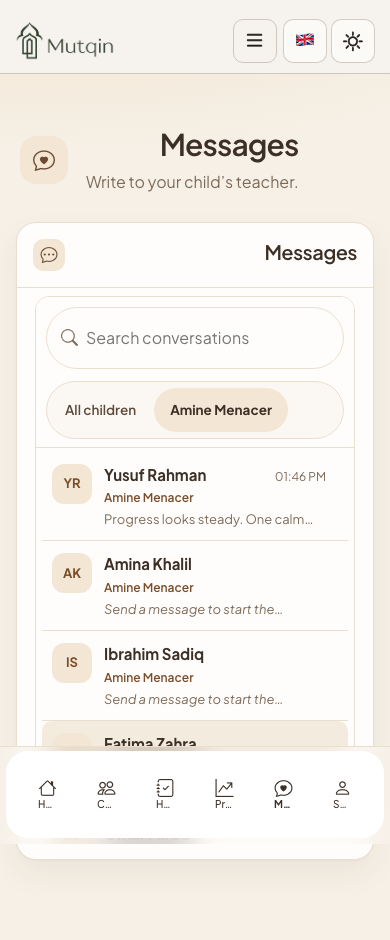 Mutqin
Messages
Write to your child's teacher.
Messages
Search conversations
All children
Amine Menacer
YR
Yusuf Rahman
01:46 PM
Amine Menacer
Progress looks steady. One calm...
AK
Amina Khalil
Amine Menacer
Send a message to start the...
IS
Ibrahim Sadiq
Amine Menacer
Send a message to start the...
Fatima Zahra
H...
C...
H...
Pr...
M...
S...